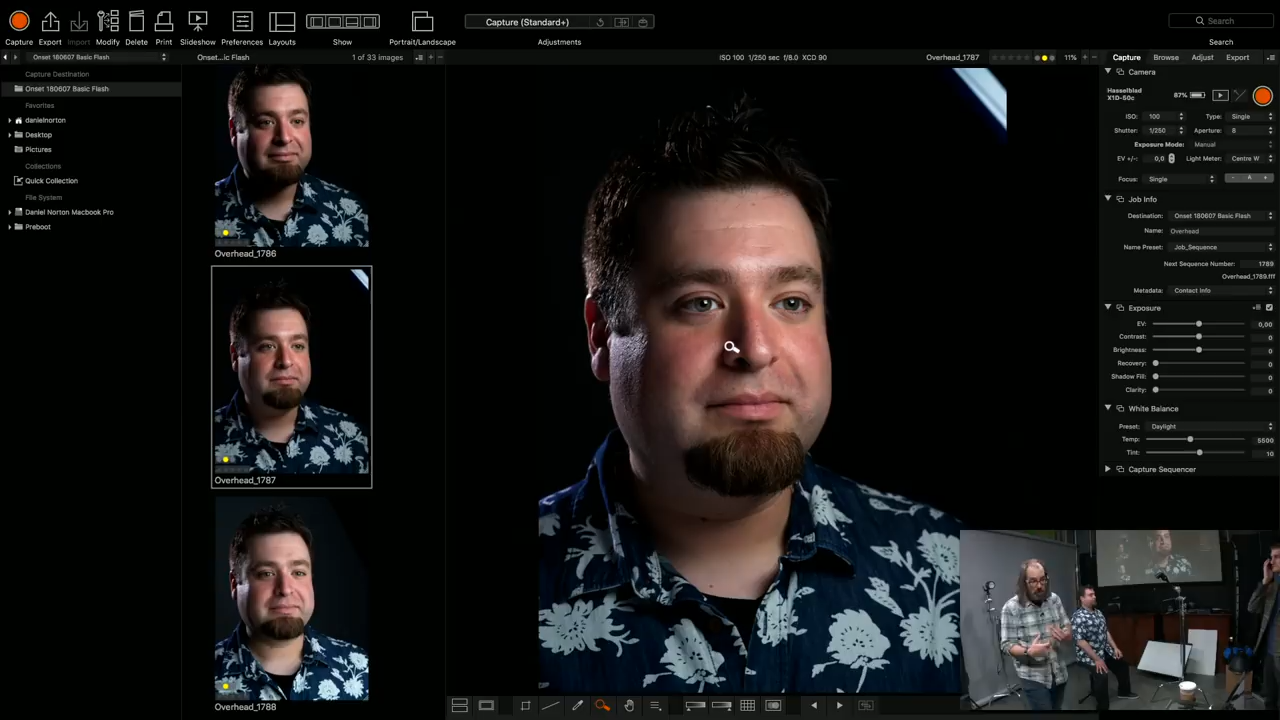 Capture
Export
Import
Modify
Delete
Print
Slideshow
Preferences
Layouts
Show
Portrait/Landscape
Capture (Standard+)
Adjustments
Search
Search
Onset 180607 Basic Flash
Onset...ic Flash
1 of 33 images
ISO 100 1/250 sec f/8.0 XCD 90
Overhead_1787
11%
Capture Browse Adjust Export
Capture Destination
Onset 180607 Basic Flash
Favorites
danielnorton
Desktop
Pictures
Collections
Quick Collection
File System
Daniel Norton Macbook Pro
Preboot
Overhead_1786
Overhead_1787
Overhead_1788
Camera
Hasselblad
X1D-50c
87%
ISO: 100 Type: Single
Shutter: 1/250 Aperture: 8
Exposure Mode: Manual
EV +/-: 0,0 Light Meter: Centre W
Focus: Single - A +
Job Info
Destination: Onset 180607 Basic Flash
Name: Overhead
Name Preset: Job_Sequence
Next Sequence Number: 1789
Overhead_1789.fff
Metadata: Contact Info
Exposure
EV: 0,00
Contrast: 0
Brightness: 0
Recovery: 0
Shadow Fill: 0
Clarity: 0
White Balance
Preset: Daylight
Temp: 5500
Tint: 10
Capture Sequencer